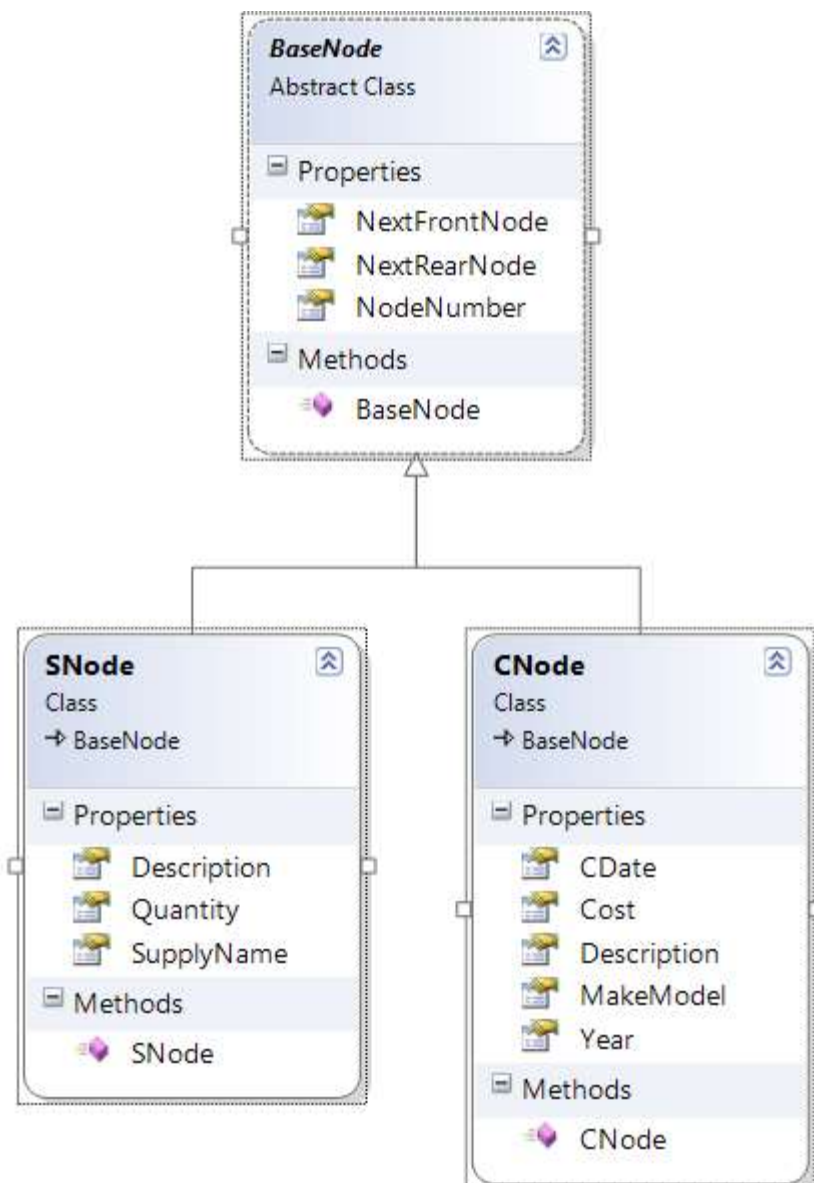 BaseNode
Abstract Class
Properties
NextFrontNode
NextRearNode
NodeNumber
Methods
BaseNode
SNode
Class
BaseNode
Properties
Description
Quantity
SupplyName
Methods
SNode
CNode
Class
BaseNode
Properties
CDate
Cost
Description
MakeModel
Year
Methods
CNode